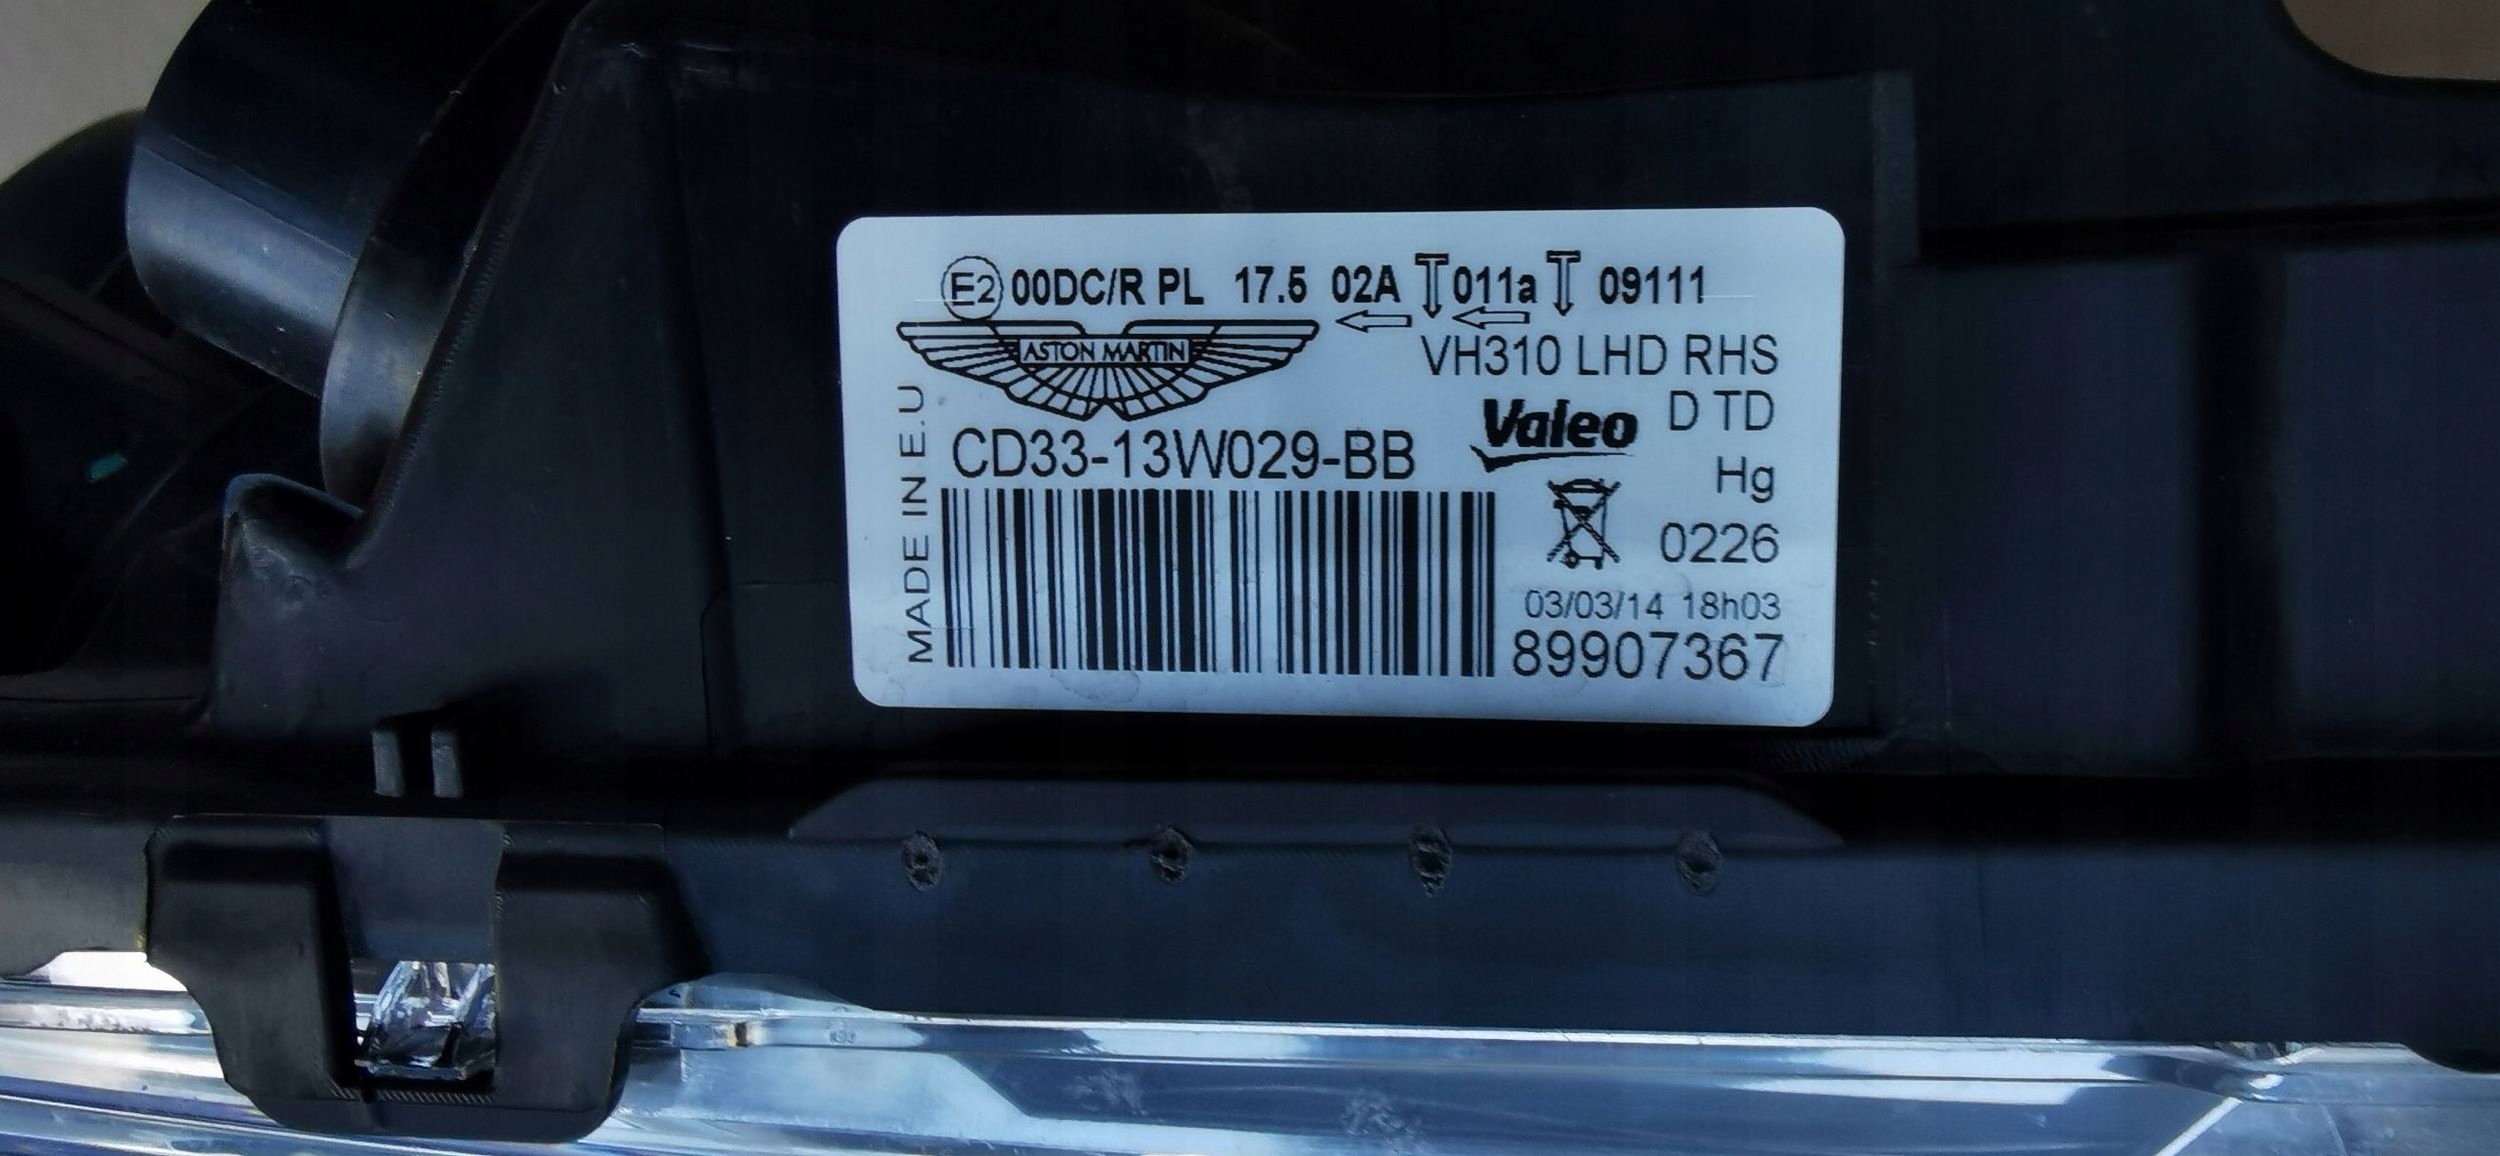 E2 00DC/R PL 17.5 02A 011a 09111
ASTON MARTIN
VH310 LHD RHS
Valeo D TD
CD33-13W029-BB
Hg
MADE IN E.U
0226
03/03/14 18h03
89907367